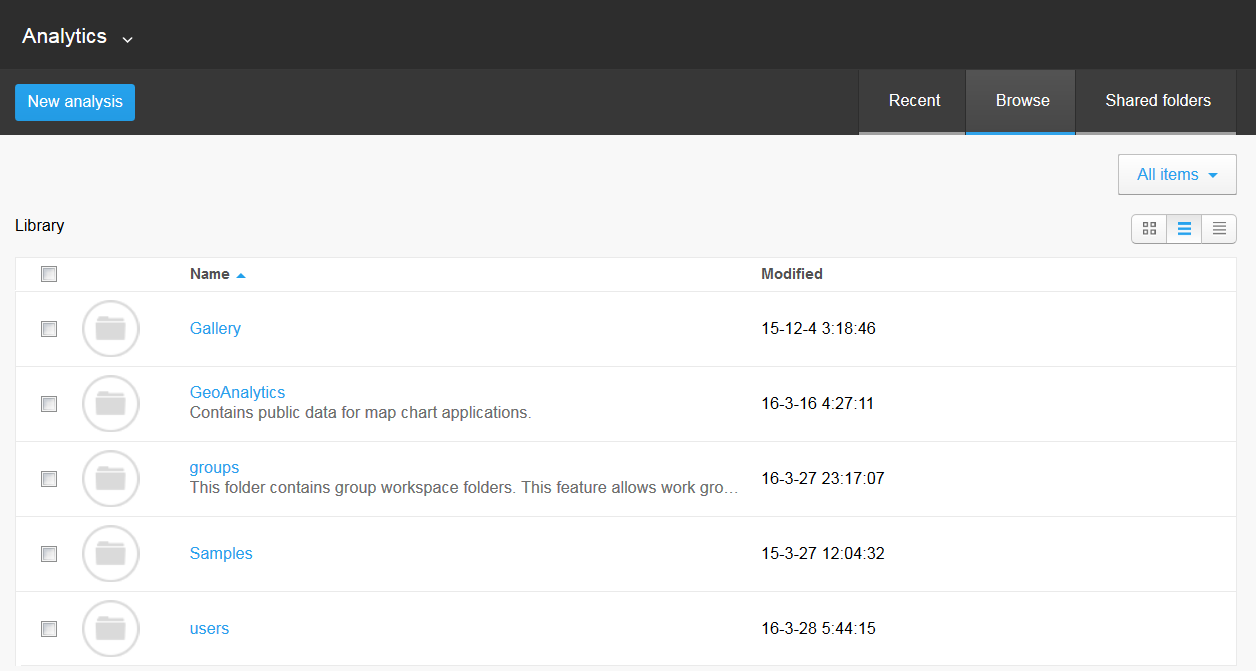 Analytics
New analysis
Recent
Browse
Shared folders
All items
Library
Name
Modified
Gallery
15-12-4 3:18:46
GeoAnalytics
Contains public data for map chart applications.
16-3-16 4:27:11
groups
This folder contains group workspace folders. This feature allows work gro…
16-3-27 23:17:07
Samples
15-3-27 12:04:32
users
16-3-28 5:44:15